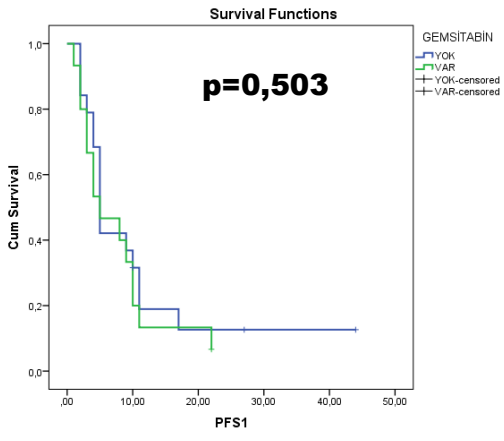 Survival Functions
GEMSİTABİN
YOK
VAR
YOK-censored
VAR-censored
p=0,503
Cum Survival
1,0
0,8
0,6
0,4
0,2
0,0
,00 10,00 20,00 30,00 40,00 50,00
PFS1